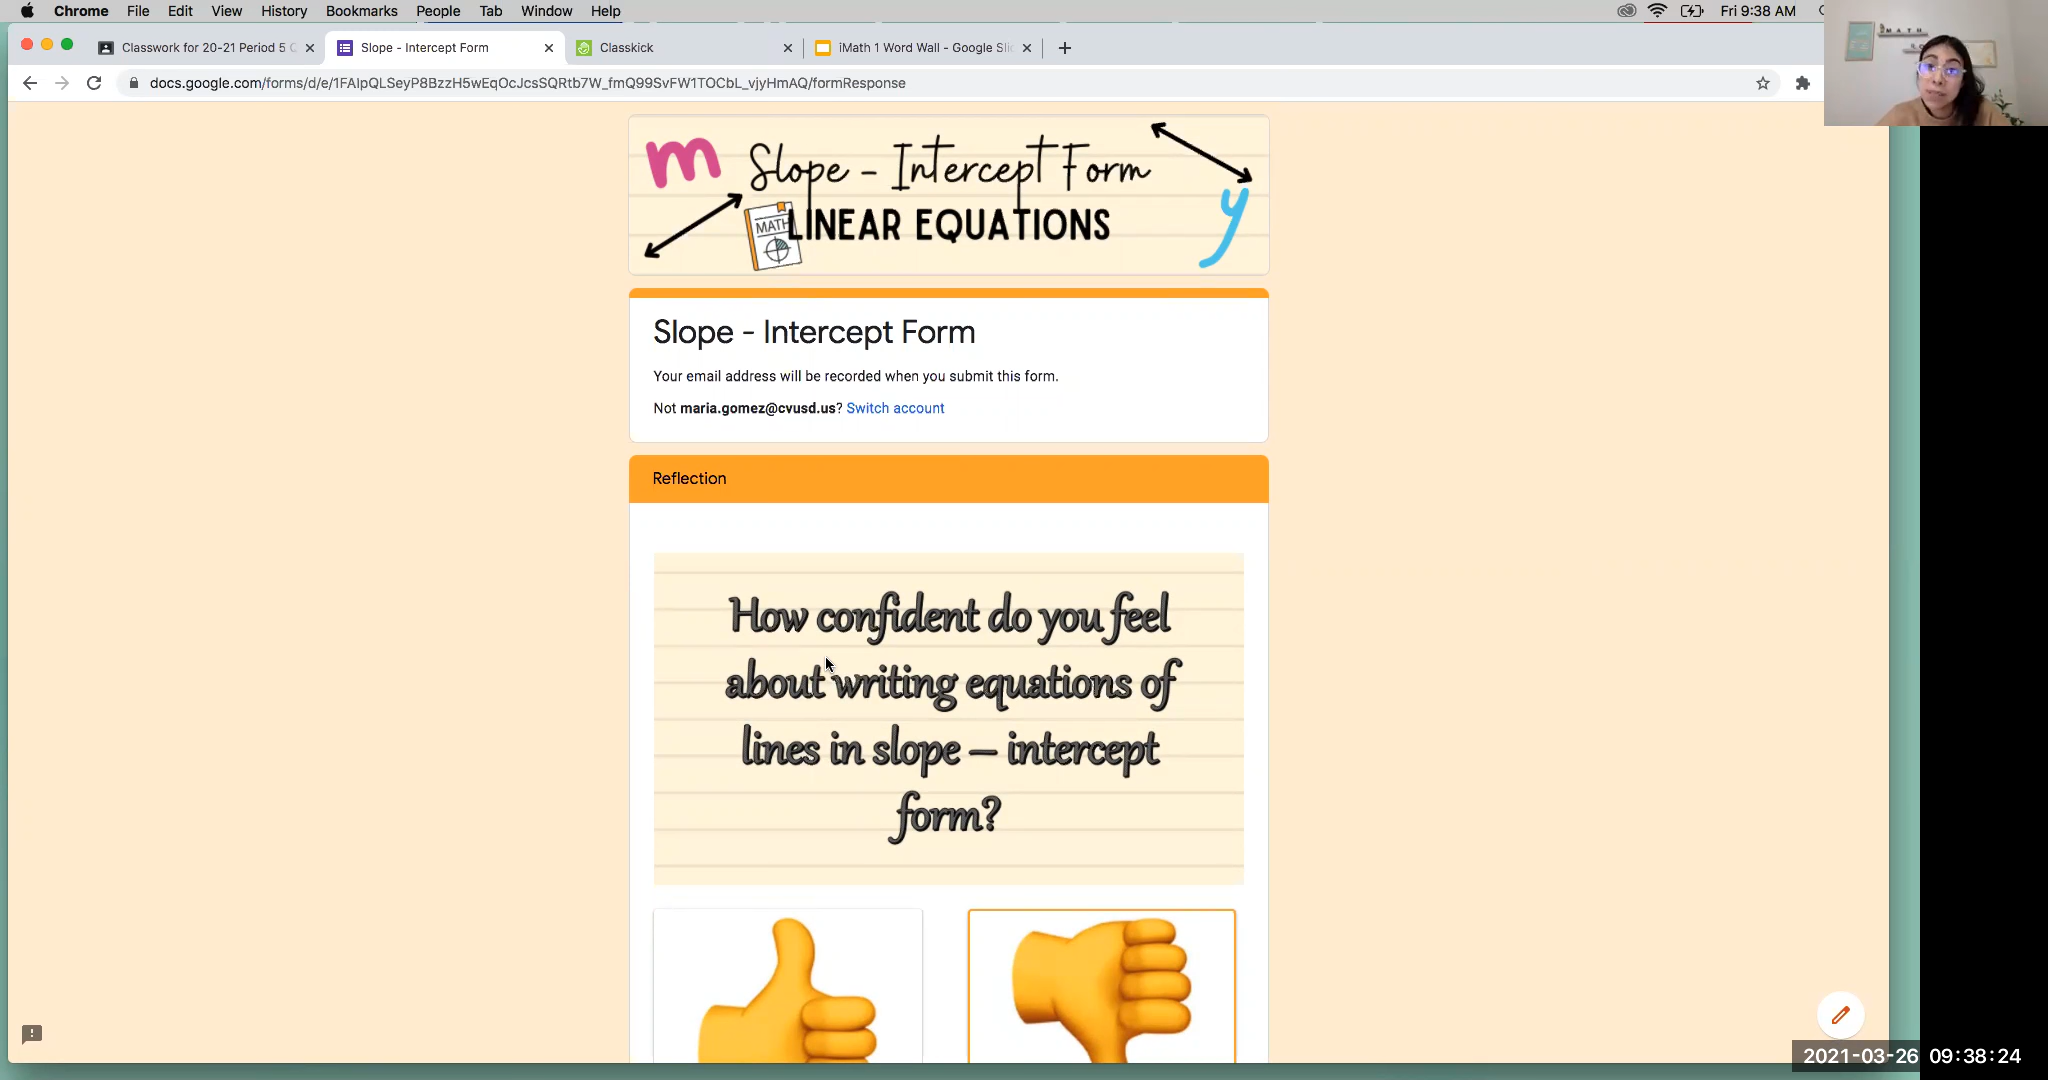 Chrome File Edit View History Bookmarks People Tab Window Help Fri 9:38 AM
Classwork for 20-21 Period 5 Slope - Intercept Form Classkick iMath 1 Word Wall - Google Sli
docs.google.com/forms/d/e/1FAIpQLSeyP8BzzH5wEqOcJcsSQRtb7W_fmQ99SvFW1TOCbL_vjyHmAQ/formResponse
MATH
m Slope - Intercept Form
y
MATH LINEAR EQUATIONS
Slope - Intercept Form
Your email address will be recorded when you submit this form.
Not maria.gomez@cvusd.us? Switch account
Reflection
How confident do you feel
about writing equations of
lines in slope – intercept
form?
2021-03-26 09:38:24